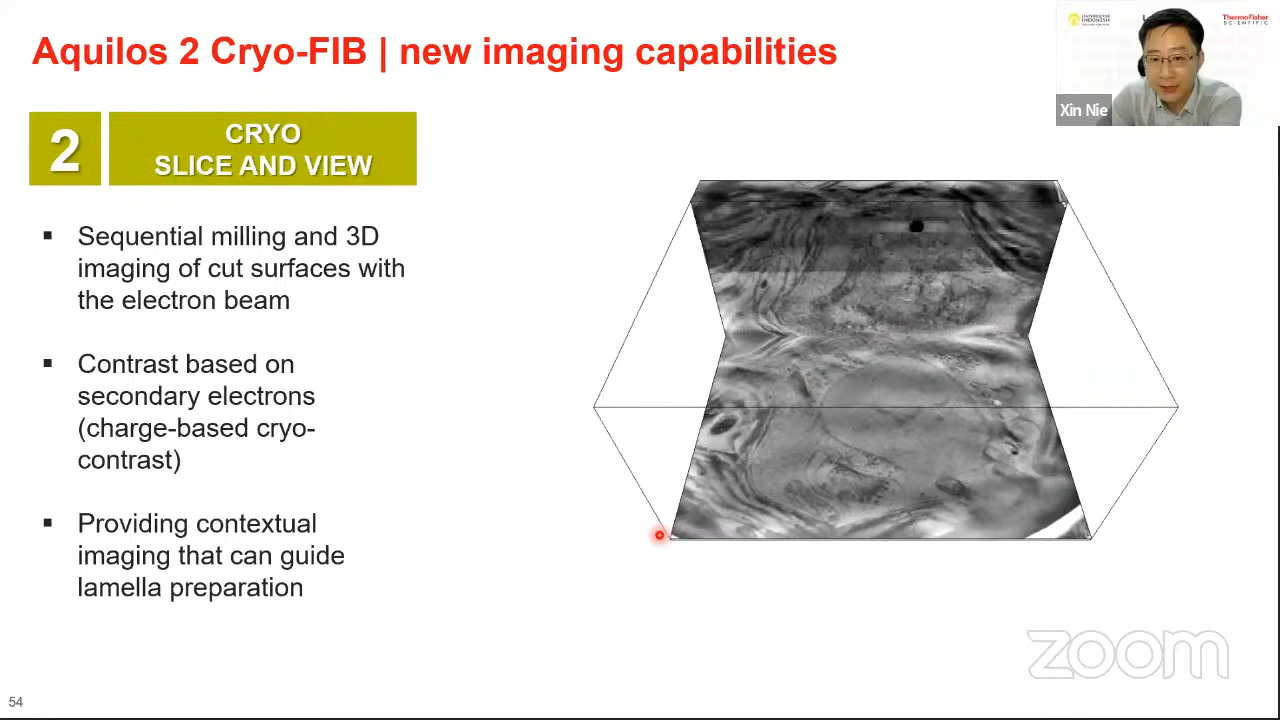 Aquilos 2 Cryo-FIB | new imaging capabilities
UNIVERSITAS
INDONESIA
ThermoFisher
SCIENTIFIC
Xin Nie
2
CRYO
SLICE AND VIEW
▪ Sequential milling and 3D
imaging of cut surfaces with
the electron beam
▪ Contrast based on
secondary electrons
(charge-based cryo-
contrast)
▪ Providing contextual
imaging that can guide
lamella preparation
zoom
54